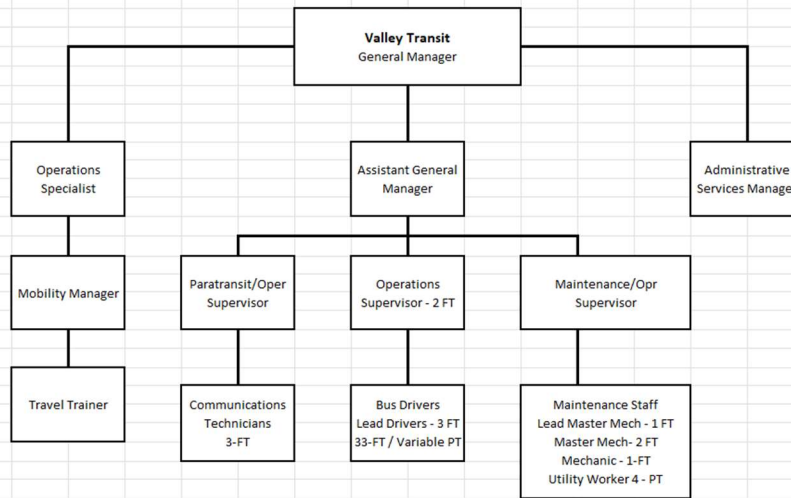 Valley Transit
General Manager
Operations
Specialist
Assistant General
Manager
Administrative
Services Manage
Mobility Manager
Paratransit/Oper
Supervisor
Operations
Supervisor - 2 FT
Maintenance/Opr
Supervisor
Travel Trainer
Communications
Technicians
3-FT
Bus Drivers
Lead Drivers - 3 FT
33-FT / Variable PT
Maintenance Staff
Lead Master Mech - 1 FT
Master Mech- 2 FT
Mechanic - 1-FT
Utility Worker 4 - PT